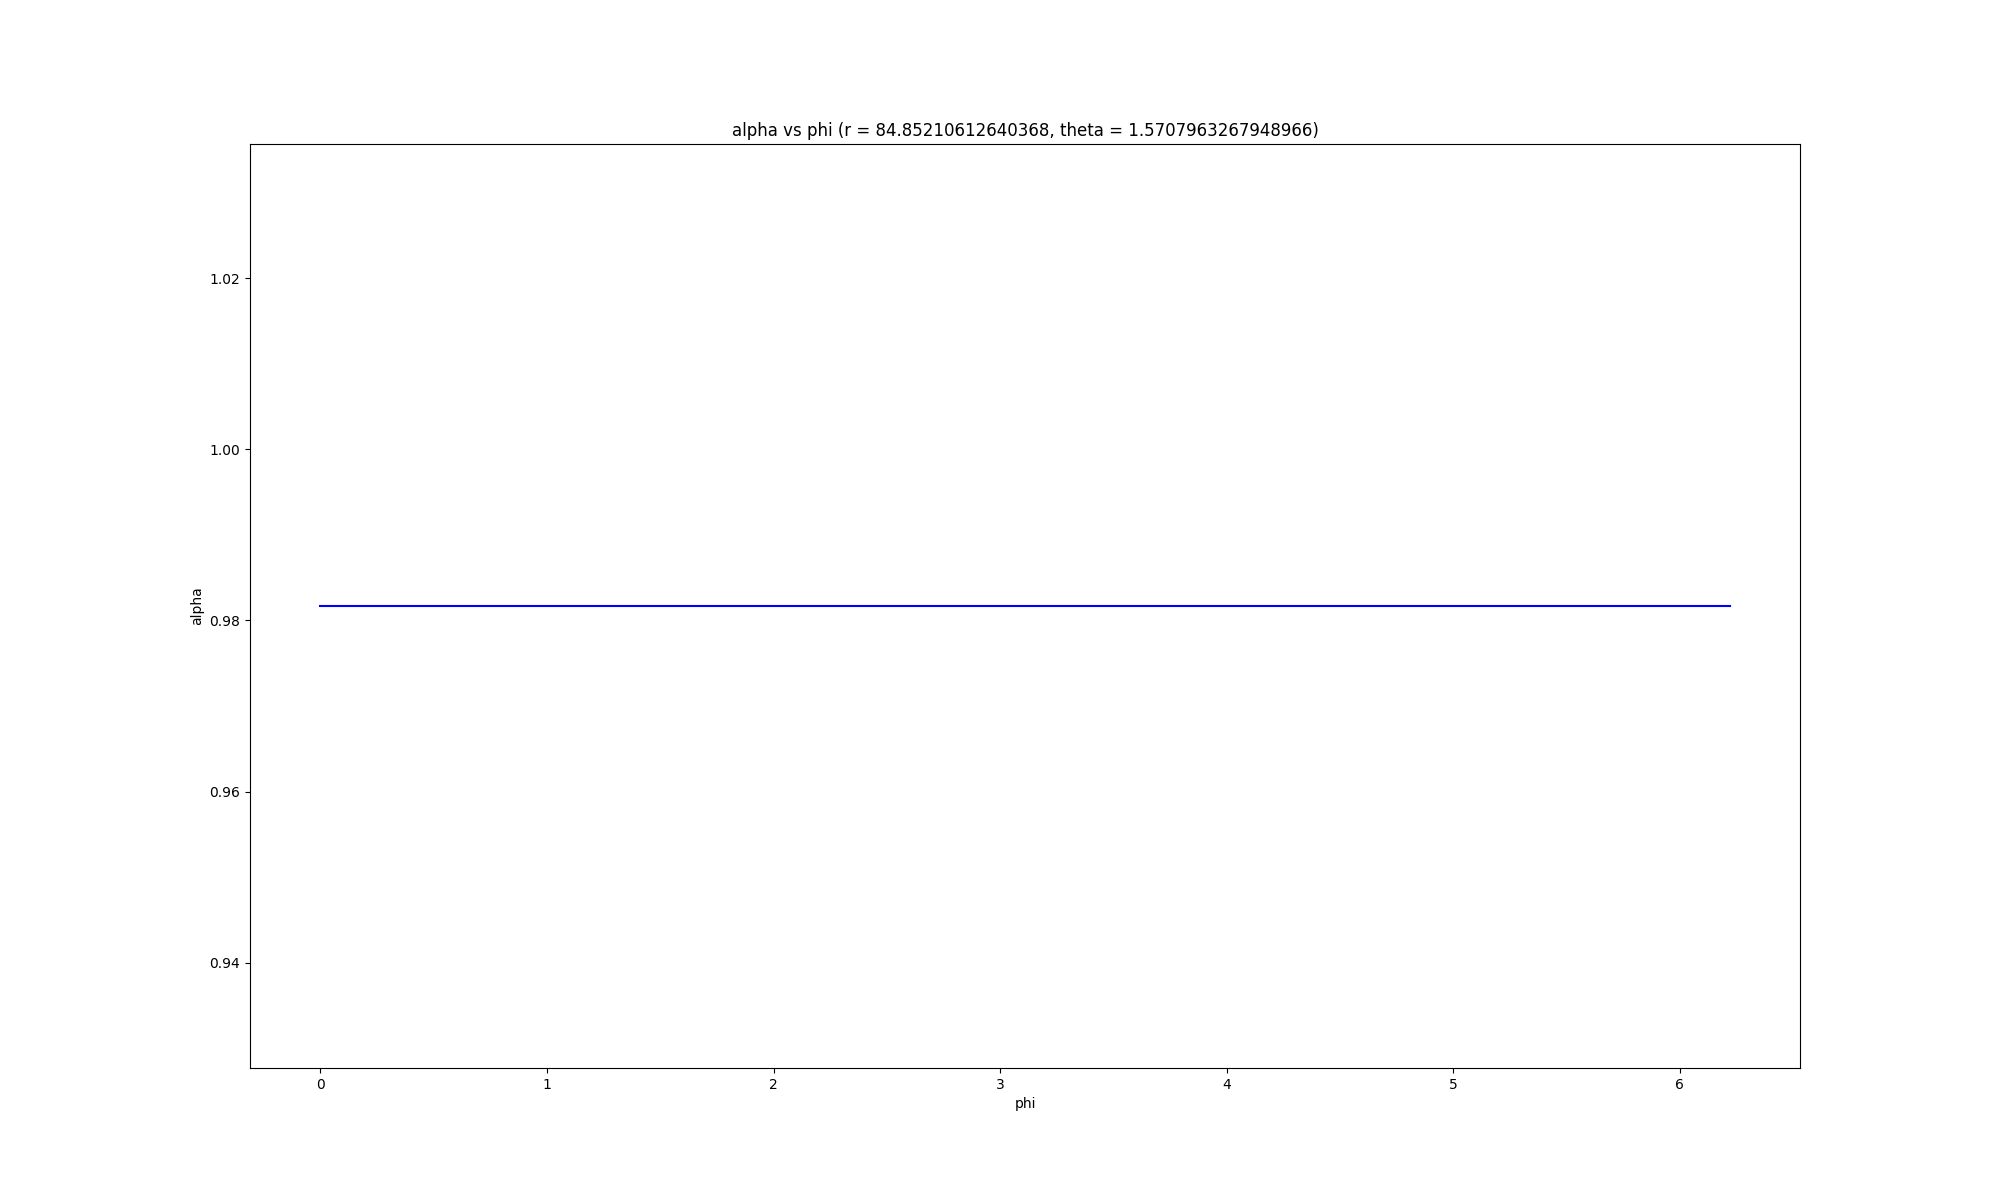 alpha vs phi (r = 84.85210612640368, theta = 1.5707963267948966)
1.02
1.00
0.98
0.96
0.94
alpha
0 1 2 3 4 5 6
phi